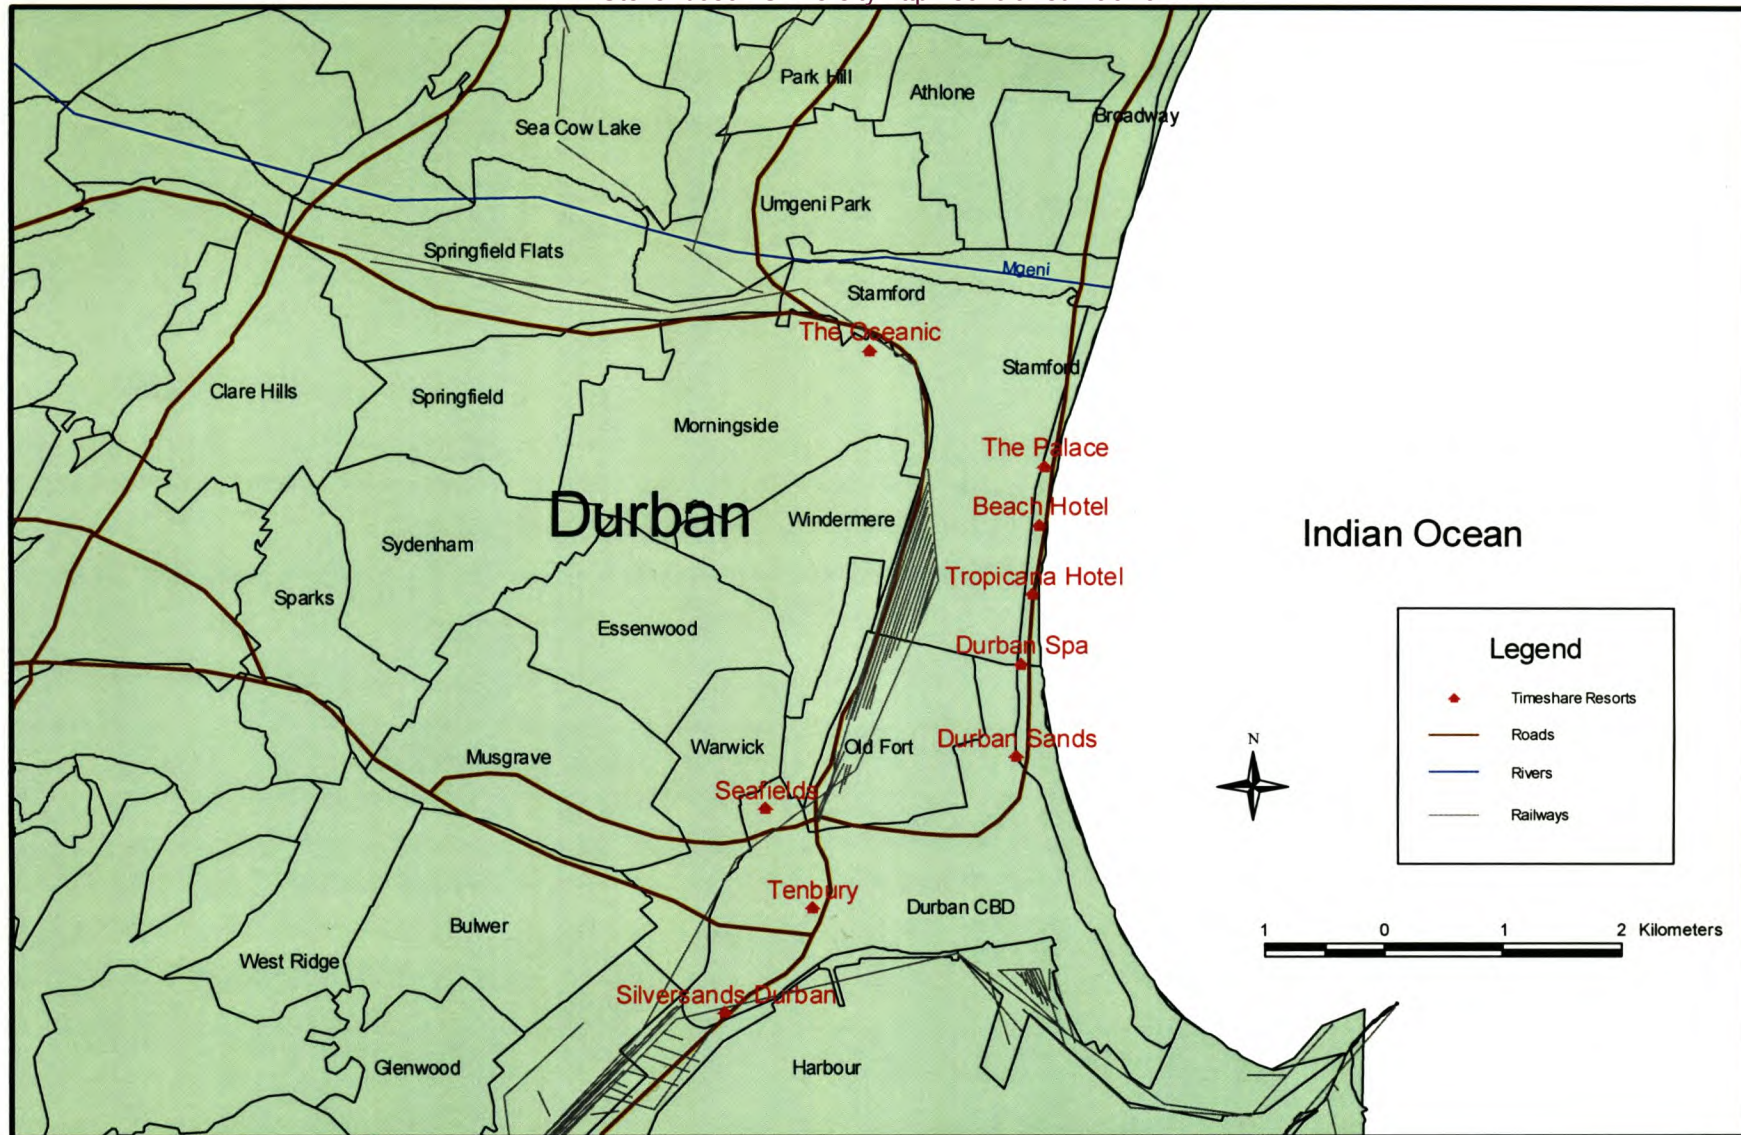 Park Hill
Athlone
Broadway
Sea Cow Lake
Umgeni Park
Springfield Flats
Mgeni
Stamford
The Oceanic
Stamford
Clare Hills
Springfield
Morningside
The Palace
Beach Hotel
Durban
Windermere
Indian Ocean
Sydenham
Tropicana Hotel
Sparks
Essenwood
Durban Spa
Legend
Timeshare Resorts
Roads
Rivers
Railways
Durban Sands
Musgrave
Warwick
Old Fort
N
Seafields
Tenbury
Durban CBD
Bulwer
1 0 1 2 Kilometers
West Ridge
Silversands Durban
Glenwood
Harbour